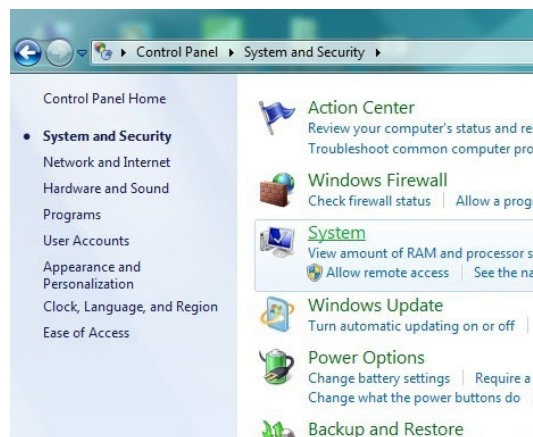 Control Panel System and Security
Control Panel Home
System and Security
Network and Internet
Hardware and Sound
Programs
User Accounts
Appearance and
Personalization
Clock, Language, and Region
Ease of Access
Action Center
Review your computer's status and
Troubleshoot common computer
Windows Firewall
Check firewall status Allow a
System
View amount of RAM and processor
Allow remote access See the
Windows Update
Turn automatic updating on or off
Power Options
Change battery settings Require a
Change what the power buttons do
Backup and Restore